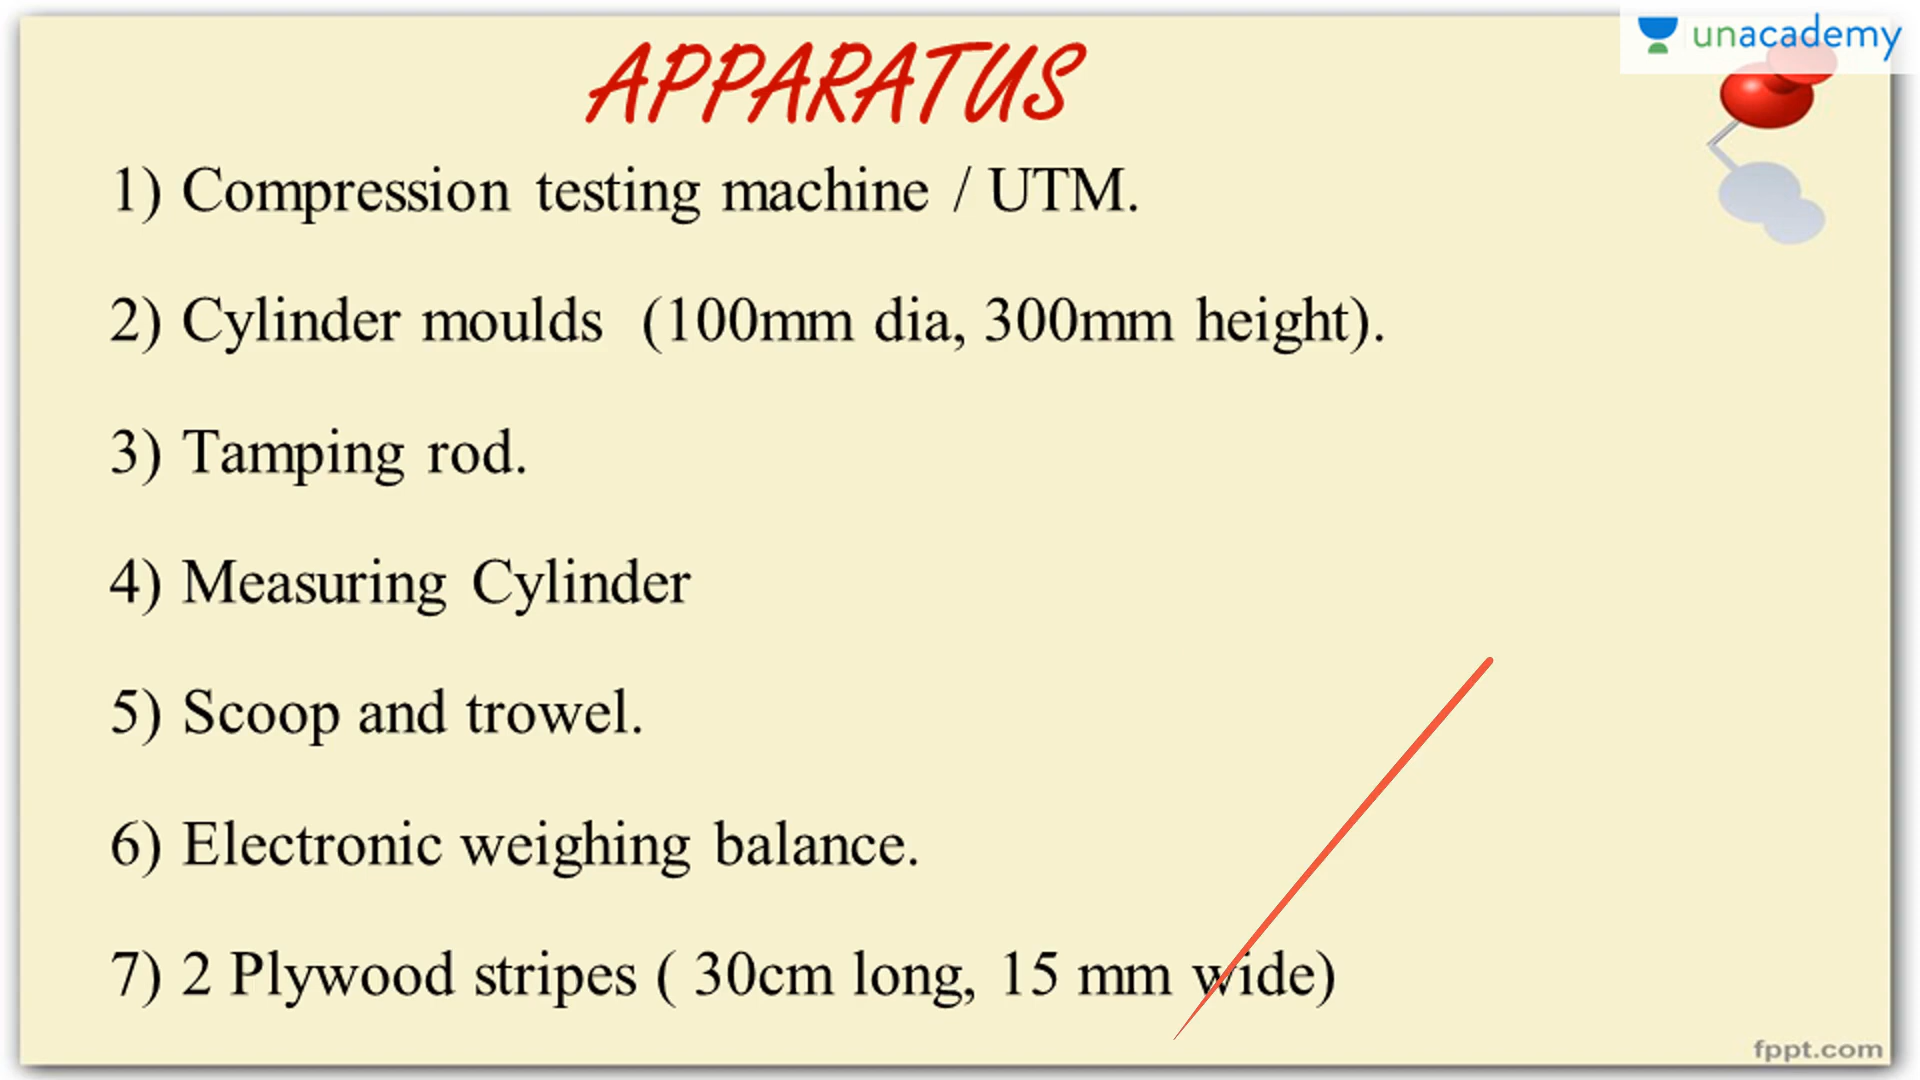 unacademy
APPARATUS
1) Compression testing machine / UTM.
2) Cylinder moulds (100mm dia, 300mm height).
3) Tamping rod.
4) Measuring Cylinder
5) Scoop and trowel.
6) Electronic weighing balance.
7) 2 Plywood stripes ( 30cm long, 15 mm wide)
fppt.com